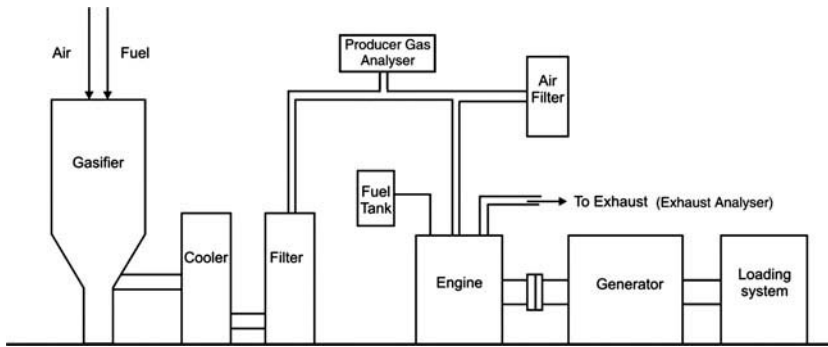 Air
Fuel
Producer Gas
Analyser
Air
Filter
Gasifier
Fuel
Tank
To Exhaust (Exhaust Analyser)
Cooler
Filter
Engine
Generator
Loading
system